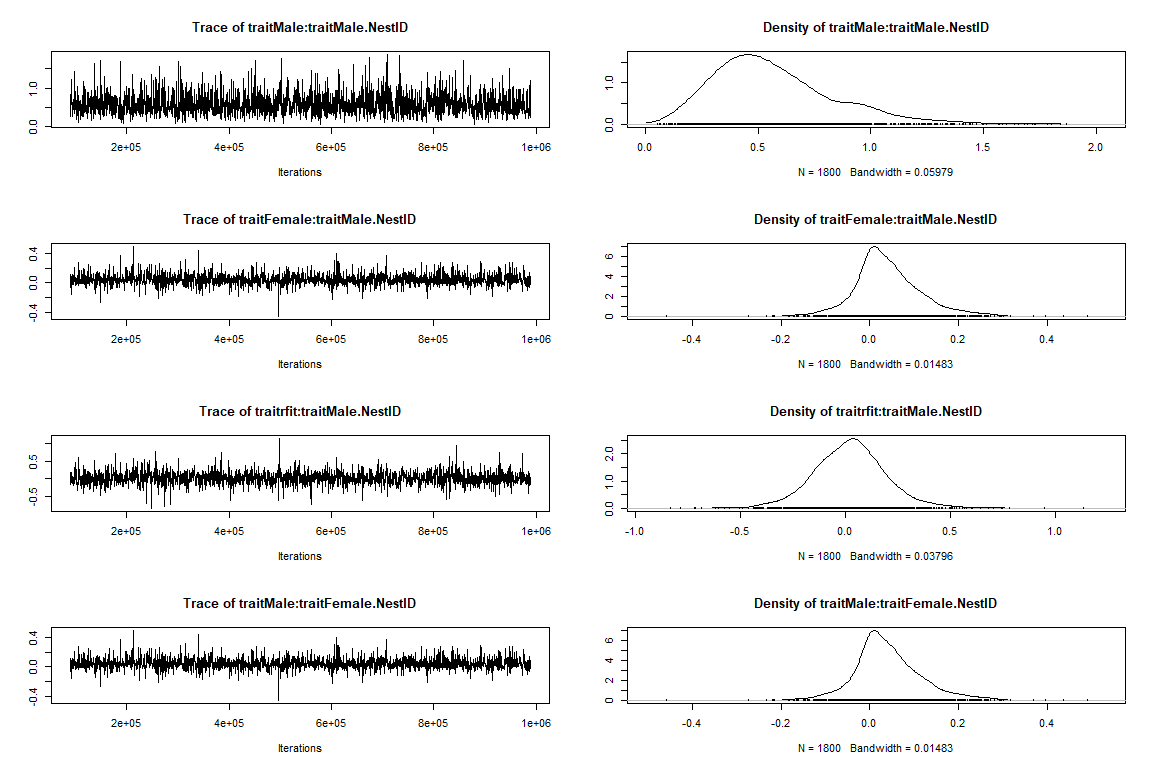 Trace of traitMale:traitMale.NestID
0.0 1.0
2e+05 4e+05 6e+05 8e+05 1e+06
Iterations
Density of traitMale:traitMale.NestID
0.0 1.0
0.0 0.5 1.0 1.5 2.0
N = 1800 Bandwidth = 0.05979
Trace of traitFemale:traitMale.NestID
-0.4 0.0 0.4
2e+05 4e+05 6e+05 8e+05 1e+06
Iterations
Density of traitFemale:traitMale.NestID
0 2 4 6
-0.4 -0.2 0.0 0.2 0.4
N = 1800 Bandwidth = 0.01483
Trace of traitrfit:traitMale.NestID
-0.5 0.5
2e+05 4e+05 6e+05 8e+05 1e+06
Iterations
Density of traitrfit:traitMale.NestID
0.0 1.0 2.0
-1.0 -0.5 0.0 0.5 1.0
N = 1800 Bandwidth = 0.03796
Trace of traitMale:traitFemale.NestID
-0.4 0.0 0.4
2e+05 4e+05 6e+05 8e+05 1e+06
Iterations
Density of traitMale:traitFemale.NestID
0 2 4 6
-0.4 -0.2 0.0 0.2 0.4
N = 1800 Bandwidth = 0.01483